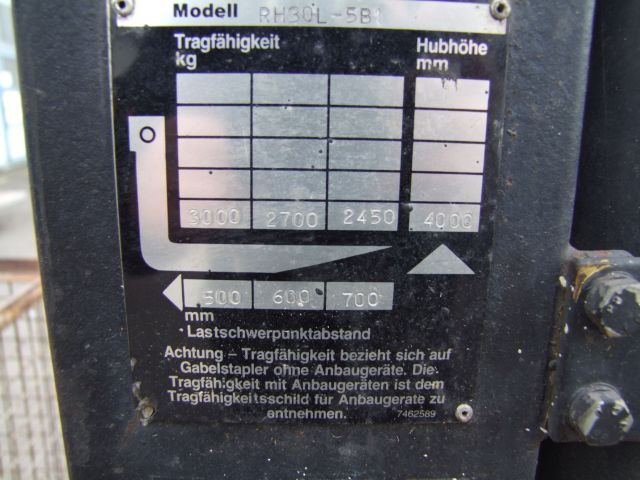 Modell RH30L-5B1
Tragfähigkeit Hubhöhe
kg mm
3000 2700 2450 4000
500 600 700
mm
Lastschwerpunktabstand
Achtung – Tragfähigkeit bezieht sich auf
Gabelstapler ohne Anbaugeräte. Die
Tragfähigkeit mit Anbaugeräten ist dem
Tragfähigkeitsschild für Anbaugeräte zu
entnehmen. 7462589